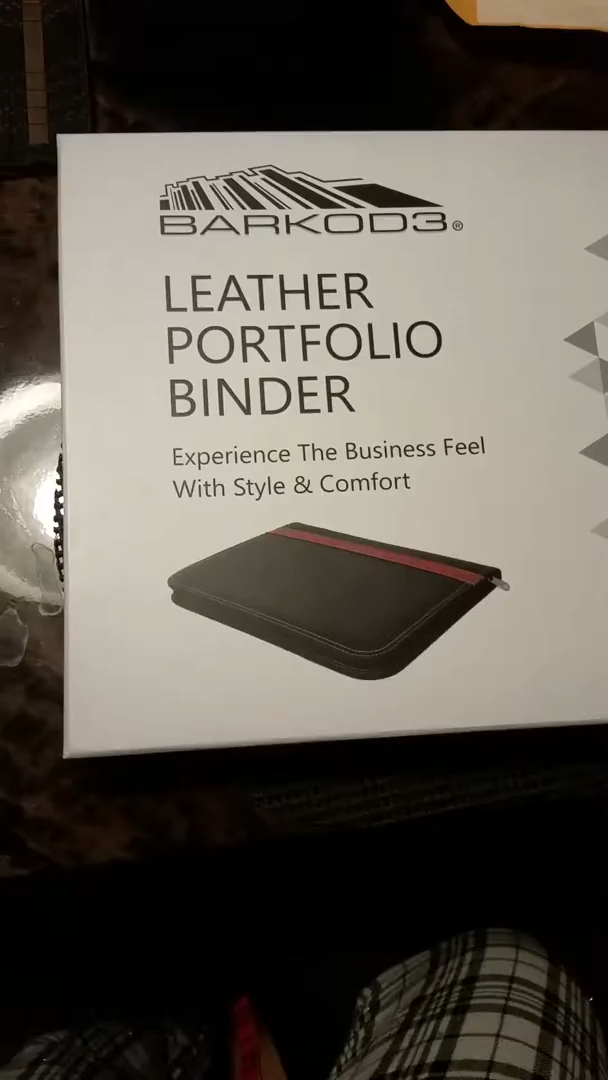 BARKOD3®
LEATHER
PORTFOLIO
BINDER
Experience The Business Feel
With Style & Comfort